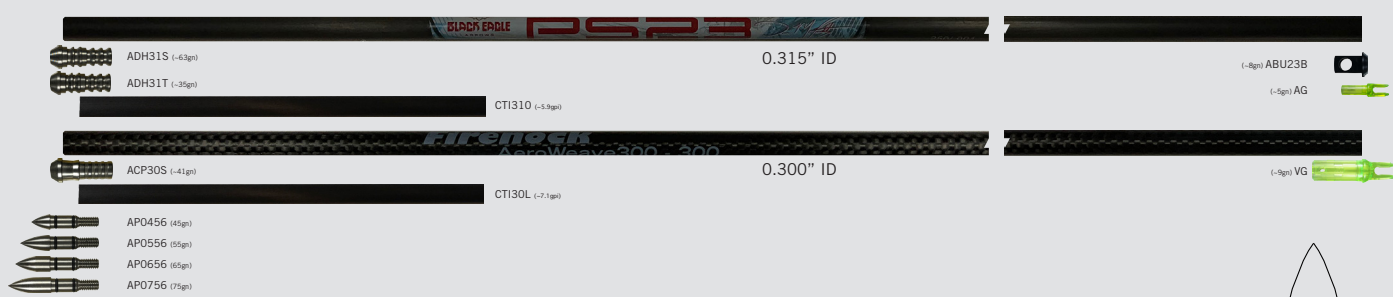 BLACK EAGLE PS23
ADH31S (~63gn)
0.315” ID
(~8gn) ABU23B
ADH31T (~35gn)
(~5gn) AG
CTI310 (~5.9gpi)
Firenock
AeroWeave300 - 300
ACP30S (~41gn)
0.300” ID
(~9gn) VG
CTI30L (~7.1gpi)
AP0456 (45gn)
AP0556 (55gn)
AP0656 (65gn)
AP0756 (75gn)